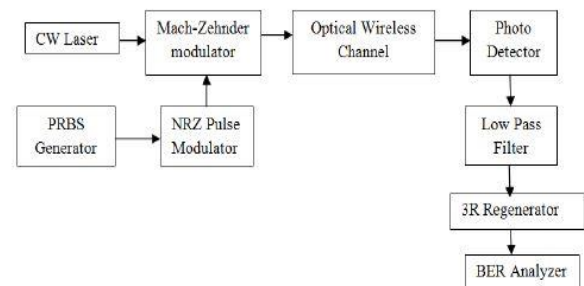 CW Laser
Mach-Zehnder
modulator
Optical Wireless
Channel
Photo
Detector
PRBS
Generator
NRZ Pulse
Modulator
Low Pass
Filter
3R Regenerator
BER Analyzer